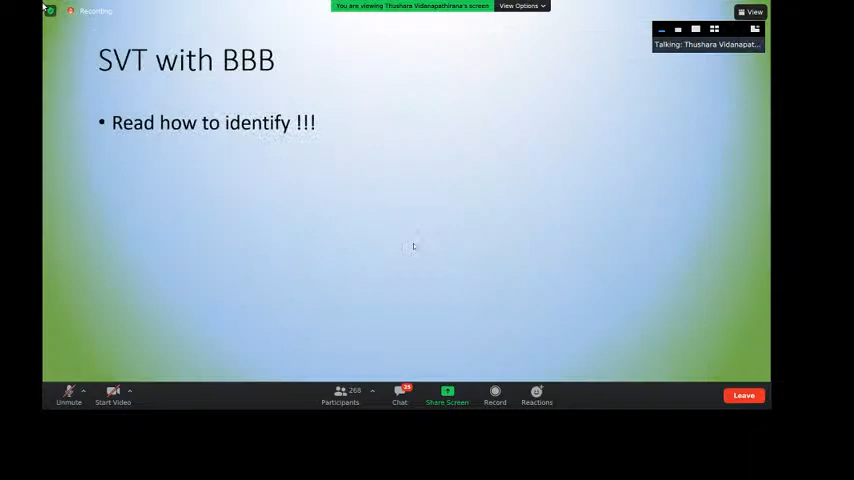 Recording
You are viewing Thushara Vidanapathirana's screen
View Options
View
Talking: Thushara Vidanapat...
SVT with BBB
• Read how to identify !!!
Unmute
Start Video
268
Participants
25
Chat
Share Screen
Record
Reactions
Leave